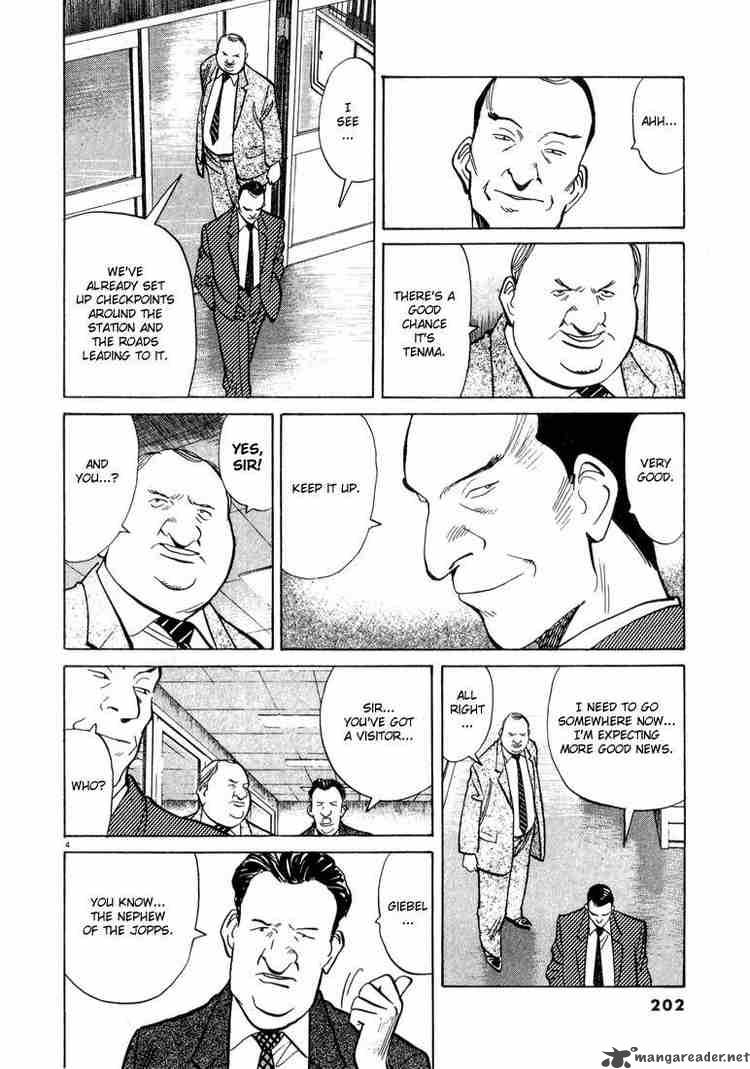 AHH...
THERE'S A
GOOD
CHANCE
IT'S
TENMA.
I
SEE
...
WE'VE
ALREADY SET
UP CHECKPOINTS
AROUND
THE
STATION AND
THE ROADS
LEADING TO IT.
VERY
GOOD.
KEEP IT UP.
YES,
SIR!
AND
YOU...?
I NEED TO GO
SOMEWHERE NOW...
I'M EXPECTING
MORE GOOD NEWS.
ALL
RIGHT
...
SIR...
YOU'VE GOT
A
VISITOR...
WHO?
4
GIEBEL
...
YOU KNOW...
THE NEPHEW
OF THE JOPPS.
202
mangareader.net